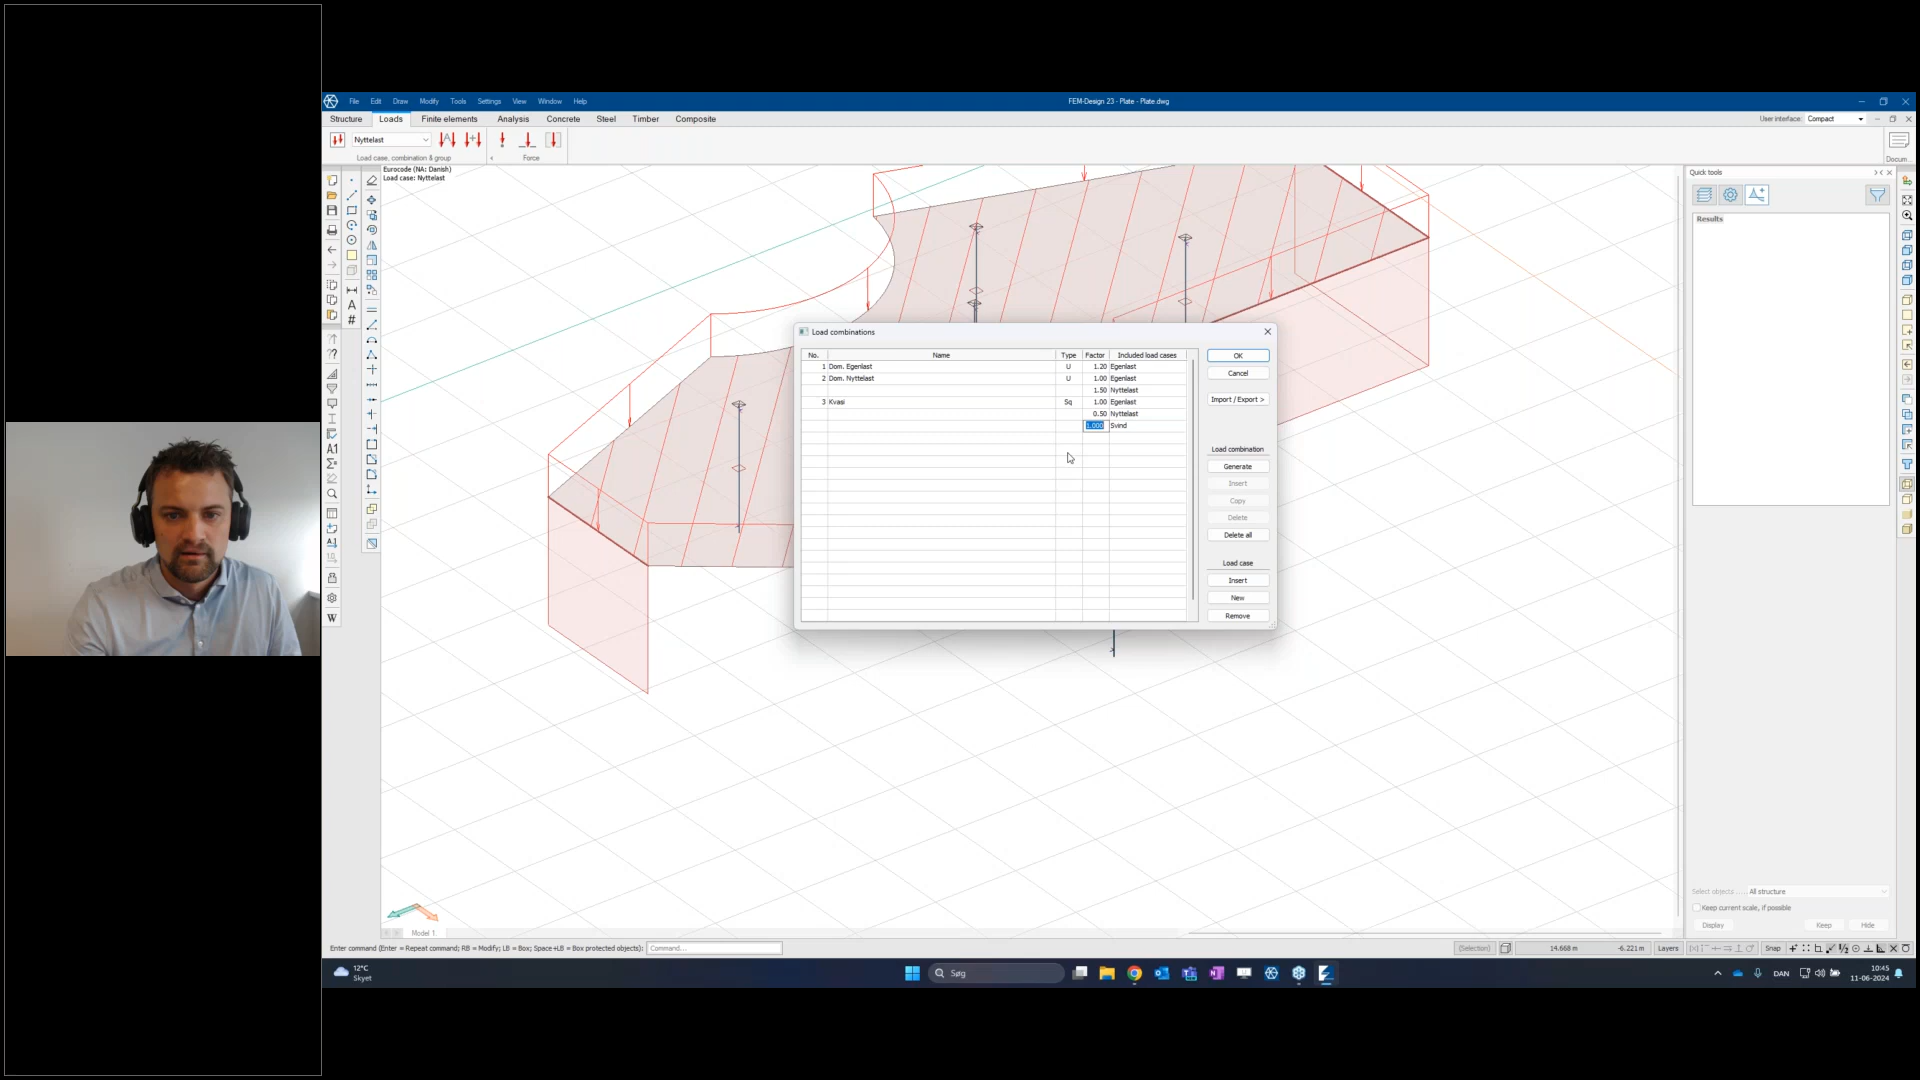 File Edit Draw Modify Tools Settings View Window Help
FEM-Design 23 - Plate - Plate.dwg
Structure Loads Finite elements Analysis Concrete Steel Timber Composite
User interface: Compact
Nyttelast
Load case, combination & group
Force
Docum...
Eurocode (NA: Danish)
Load case: Nyttelast
Quick tools
Results
Load combinations
No. Name Type Factor Included load cases
1 Dom. Egenlast U 1.20 Egenlast
2 Dom. Nyttelast U 1.00 Egenlast
1.50 Nyttelast
3 Kvasi Sq 1.00 Egenlast
0.50 Nyttelast
1.000 Svind
OK
Cancel
Import / Export >
Load combination
Generate
Insert
Copy
Delete
Delete all
Load case
Insert
New
Remove
Select objects ..... All structure
Keep current scale, if possible
Display Keep Hide
Model 1.
Enter command (Enter = Repeat command; RB = Modify; LB = Box; Space+LB = Box protected objects): Command...
(Selection) 14.668 m -6.221 m Layers Snap
12°C
Skyet
Søg
DAN
10:45
11-06-2024